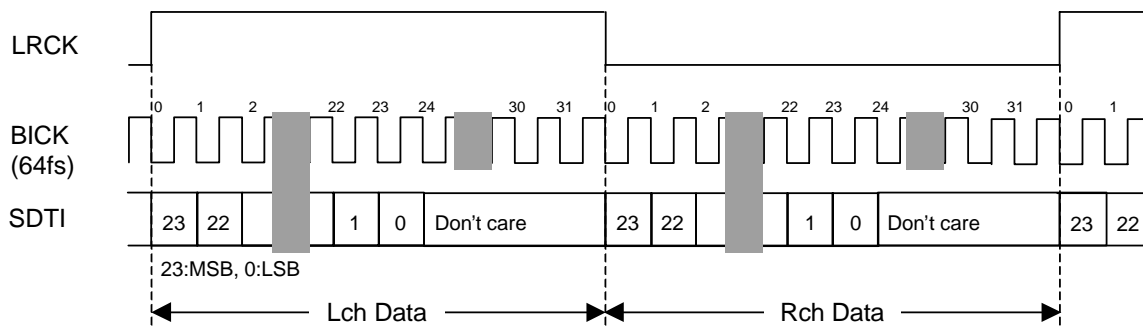 LRCK
0 1 2 22 23 24 30 31 0 1 2 22 23 24 30 31 0 1
BICK
(64fs)
SDTI 23 22 1 0 Don't care 23 22 1 0 Don't care 23 22
23:MSB, 0:LSB
Lch Data Rch Data